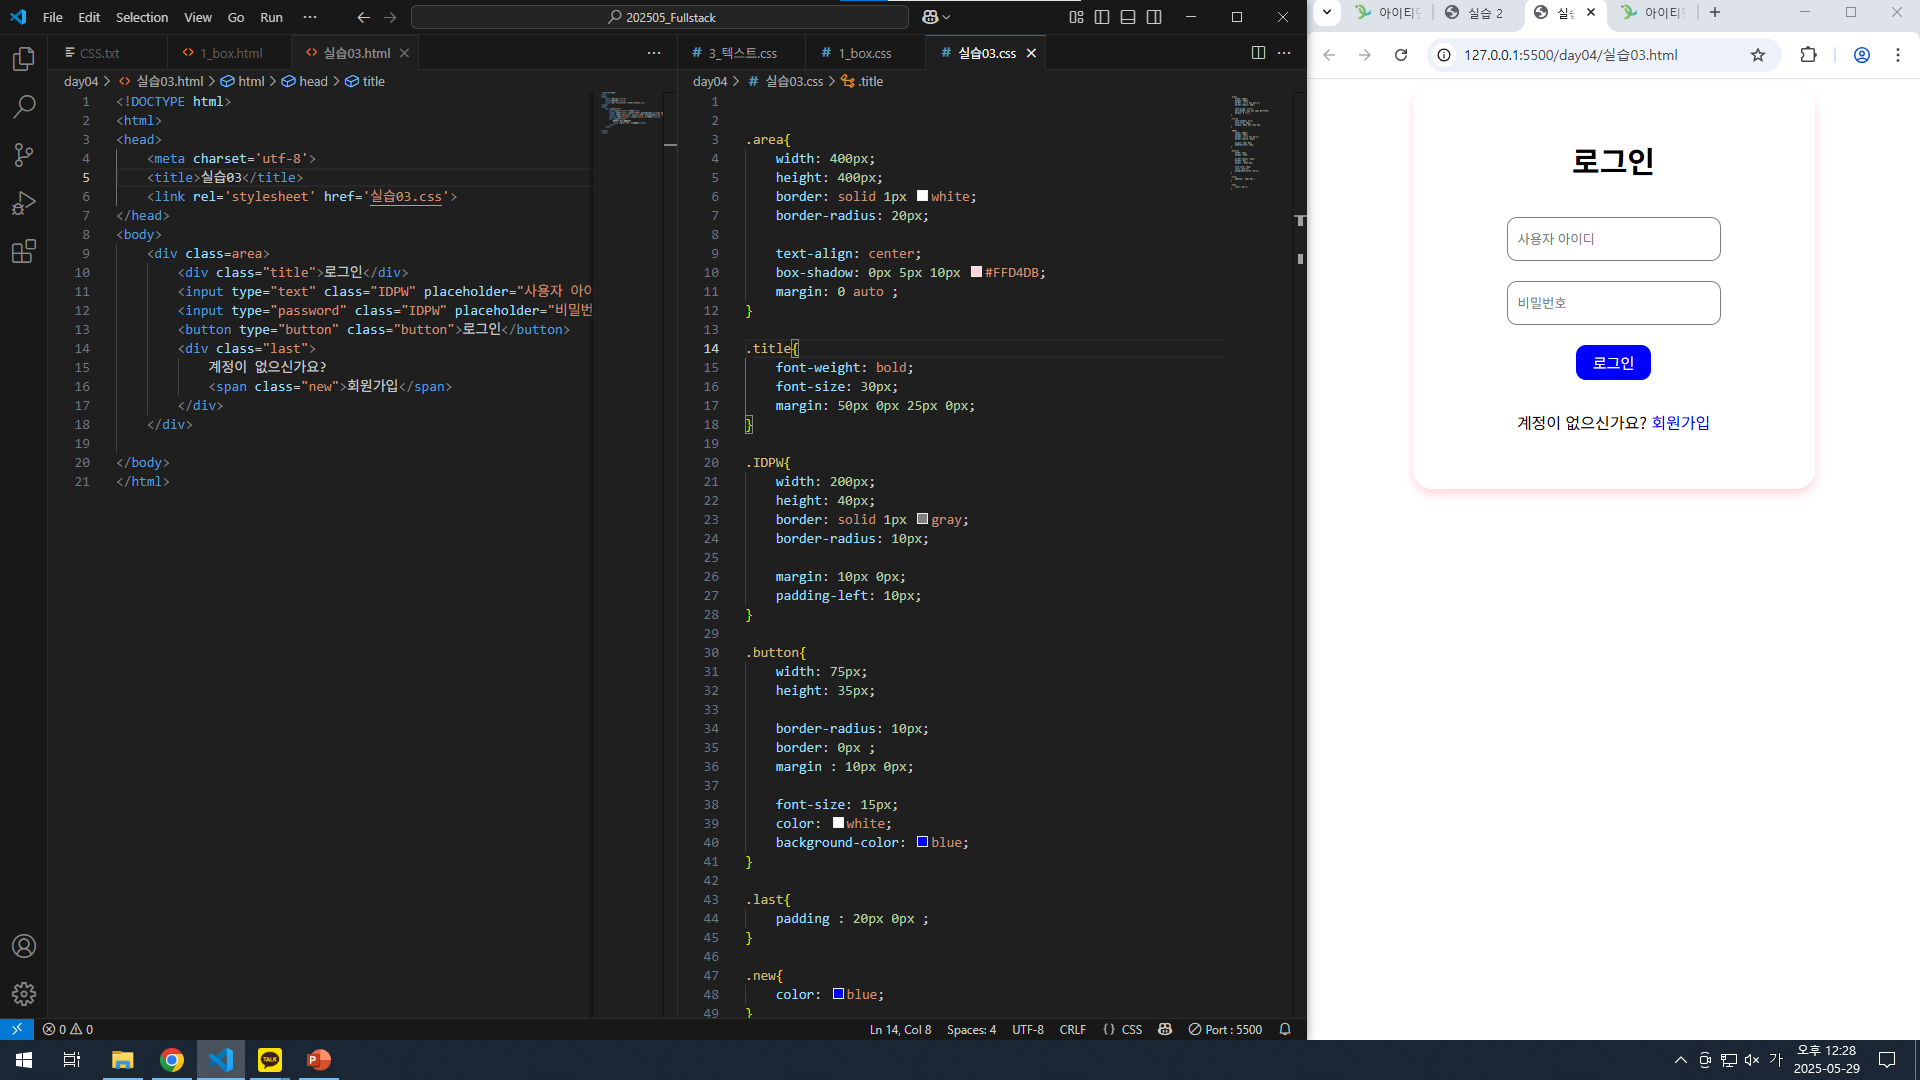 File Edit Selection View Go Run ··· 202505_Fullstack
CSS.txt 1_box.html 실습03.html
day04 > 실습03.html > html > head > title
1 <!DOCTYPE html>
2 <html>
3 <head>
4 <meta charset='utf-8'>
5 <title>실습03</title>
6 <link rel='stylesheet' href='실습03.css'>
7 </head>
8 <body>
9 <div class=area>
10 <div class="title">로그인</div>
11 <input type="text" class="IDPW" placeholder="사용자 아이
12 <input type="password" class="IDPW" placeholder="비밀번
13 <button type="button" class="button">로그인</button>
14 <div class="last">
15 계정이 없으신가요?
16 <span class="new">회원가입</span>
17 </div>
18 </div>
19
20 </body>
21 </html>
# 3_텍스트.css # 1_box.css # 실습03.css
day04 > # 실습03.css > .title
1
2
3 .area{
4 width: 400px;
5 height: 400px;
6 border: solid 1px white;
7 border-radius: 20px;
8
9 text-align: center;
10 box-shadow: 0px 5px 10px #FFD4DB;
11 margin: 0 auto ;
12 }
13
14 .title{
15 font-weight: bold;
16 font-size: 30px;
17 margin: 50px 0px 25px 0px;
18 }
19
20 .IDPW{
21 width: 200px;
22 height: 40px;
23 border: solid 1px gray;
24 border-radius: 10px;
25
26 margin: 10px 0px;
27 padding-left: 10px;
28 }
29
30 .button{
31 width: 75px;
32 height: 35px;
33
34 border-radius: 10px;
35 border: 0px ;
36 margin : 10px 0px;
37
38 font-size: 15px;
39 color: white;
40 background-color: blue;
41 }
42
43 .last{
44 padding : 20px 0px ;
45 }
46
47 .new{
48 color: blue;
49 }
0 0 Ln 14, Col 8 Spaces: 4 UTF-8 CRLF {} CSS Port : 5500
아이티 실습 2 실습 아이티
127.0.0.1:5500/day04/실습03.html
로그인
사용자 아이디
비밀번호
로그인
계정이 없으신가요? 회원가입
TALK P 가 오후 12:28
2025-05-29